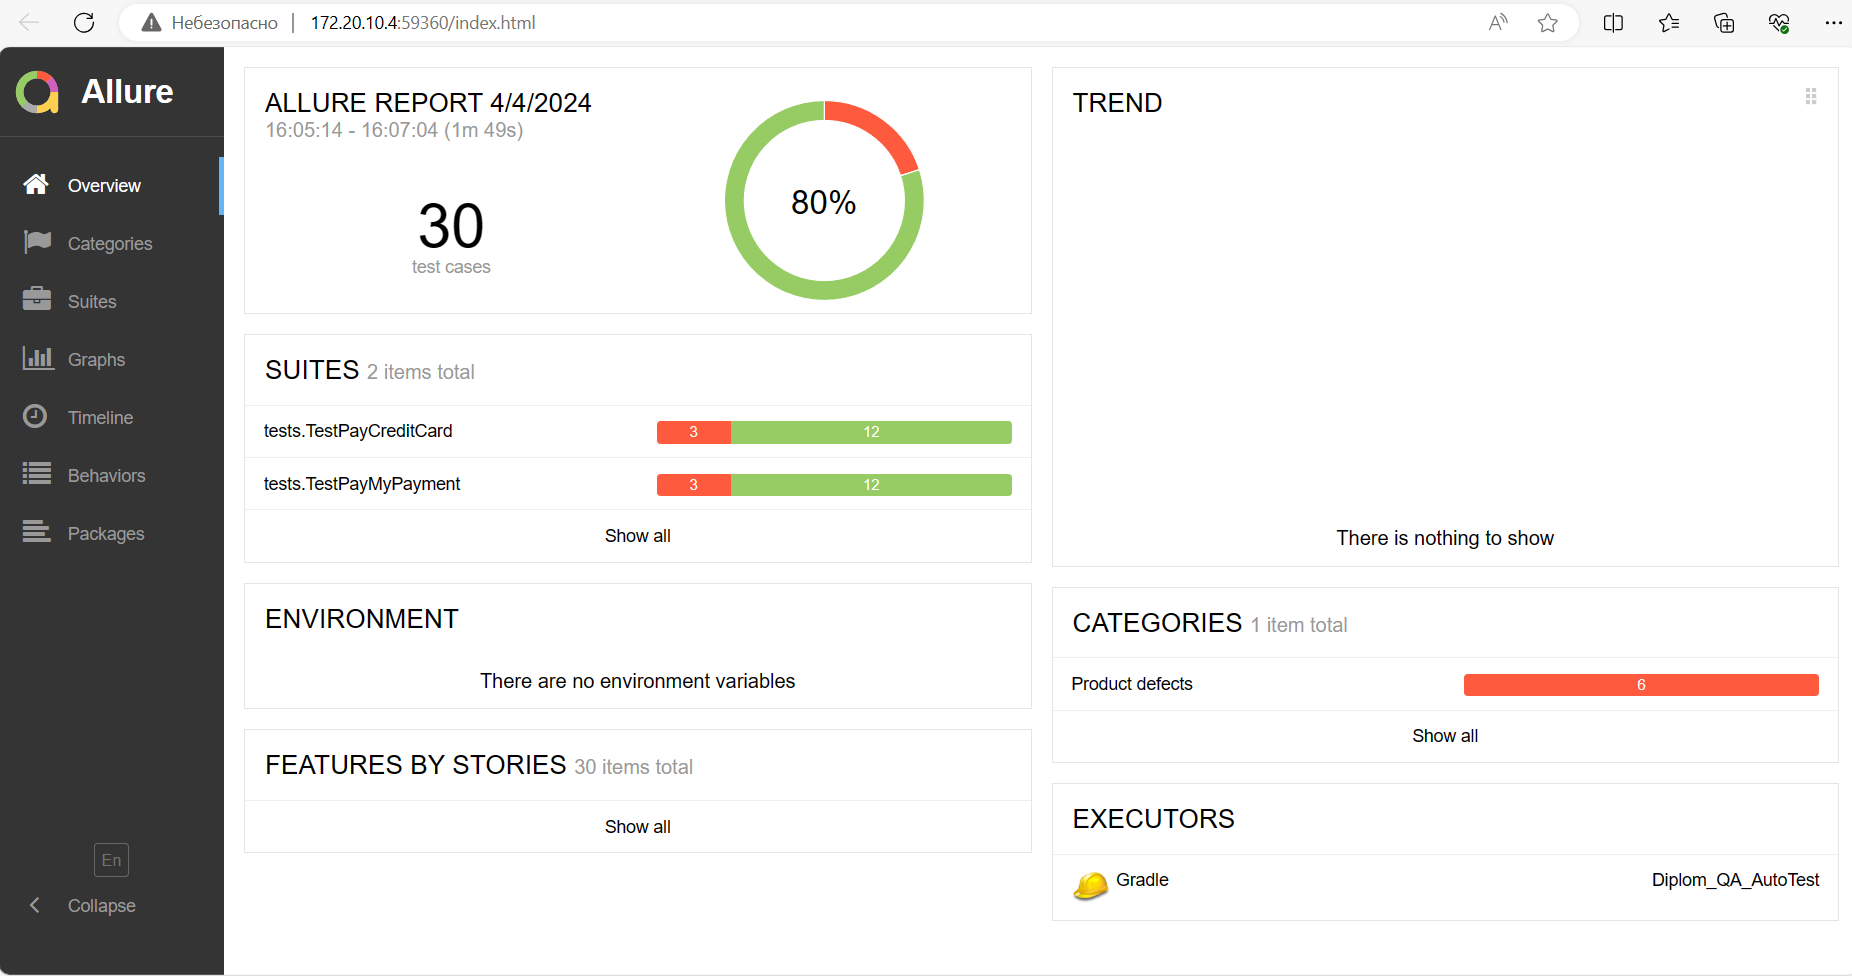 Небезопасно
172.20.10.4:59360/index.html
Allure
Overview
Categories
Suites
Graphs
Timeline
Behaviors
Packages
En
Collapse
ALLURE REPORT 4/4/2024
16:05:14 - 16:07:04 (1m 49s)
30
test cases
80%
SUITES 2 items total
tests.TestPayCreditCard 3 12
tests.TestPayMyPayment 3 12
Show all
ENVIRONMENT
There are no environment variables
FEATURES BY STORIES 30 items total
Show all
TREND
There is nothing to show
CATEGORIES 1 item total
Product defects 6
Show all
EXECUTORS
Gradle Diplom_QA_AutoTest